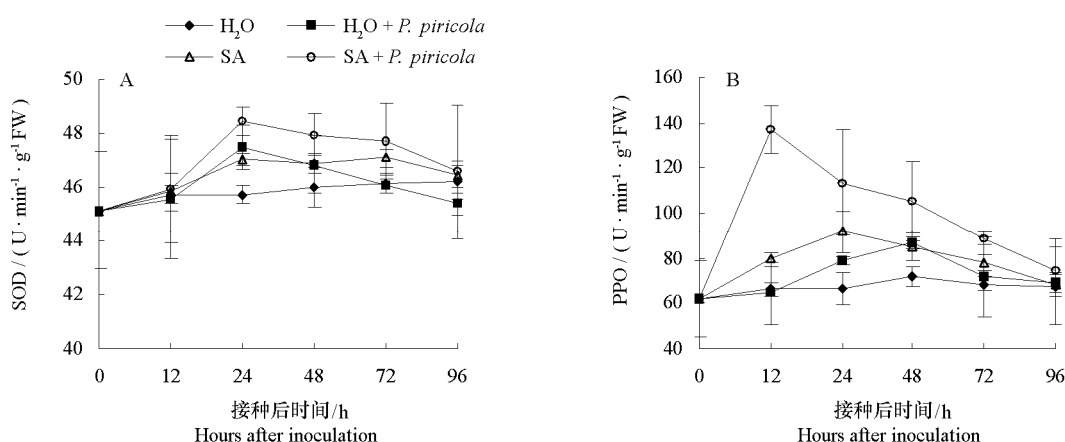 H₂O
H₂O + P. piricola
SA
SA + P. piricola
A
SOD / ( U · min⁻¹ · g⁻¹ FW )
50
48
46
45
42
40
0 12 24 48 72 96
接种后时间/h
Hours after inoculation
B
PPO / ( U · min⁻¹ · g⁻¹ FW )
160
140
120
100
80
60
40
0 12 24 48 72 96
接种后时间/h
Hours after inoculation